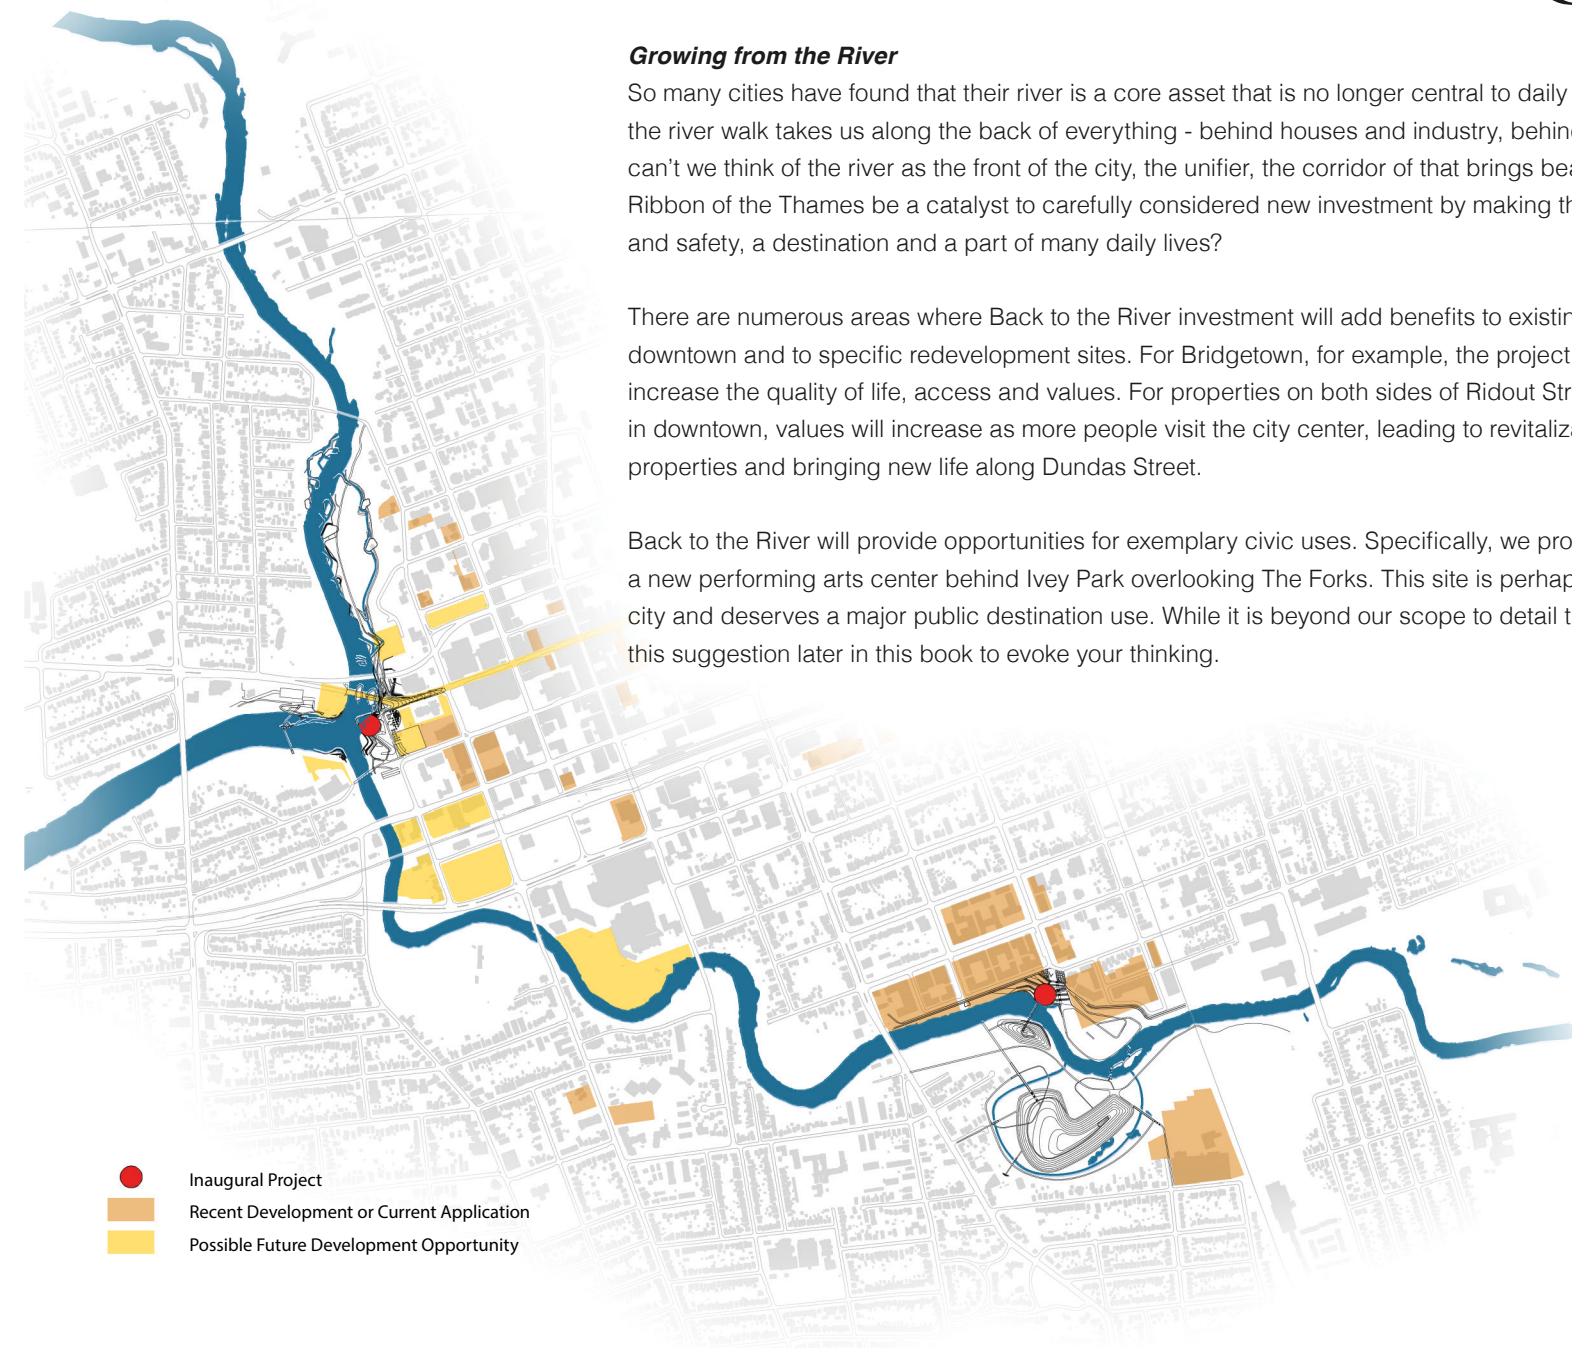 Growing from the River
So many cities have found that their river is a core asset that is no longer central to daily
the river walk takes us along the back of everything - behind houses and industry, behind
can't we think of the river as the front of the city, the unifier, the corridor of that brings
Ribbon of the Thames be a catalyst to carefully considered new investment by making
and safety, a destination and a part of many daily lives?
There are numerous areas where Back to the River investment will add benefits to
downtown and to specific redevelopment sites. For Bridgetown, for example, the project
increase the quality of life, access and values. For properties on both sides of Ridout
in downtown, values will increase as more people visit the city center, leading to
properties and bringing new life along Dundas Street.
Back to the River will provide opportunities for exemplary civic uses. Specifically, we
a new performing arts center behind Ivey Park overlooking The Forks. This site is
city and deserves a major public destination use. While it is beyond our scope to detail
this suggestion later in this book to evoke your thinking.
Inaugural Project
Recent Development or Current Application
Possible Future Development Opportunity